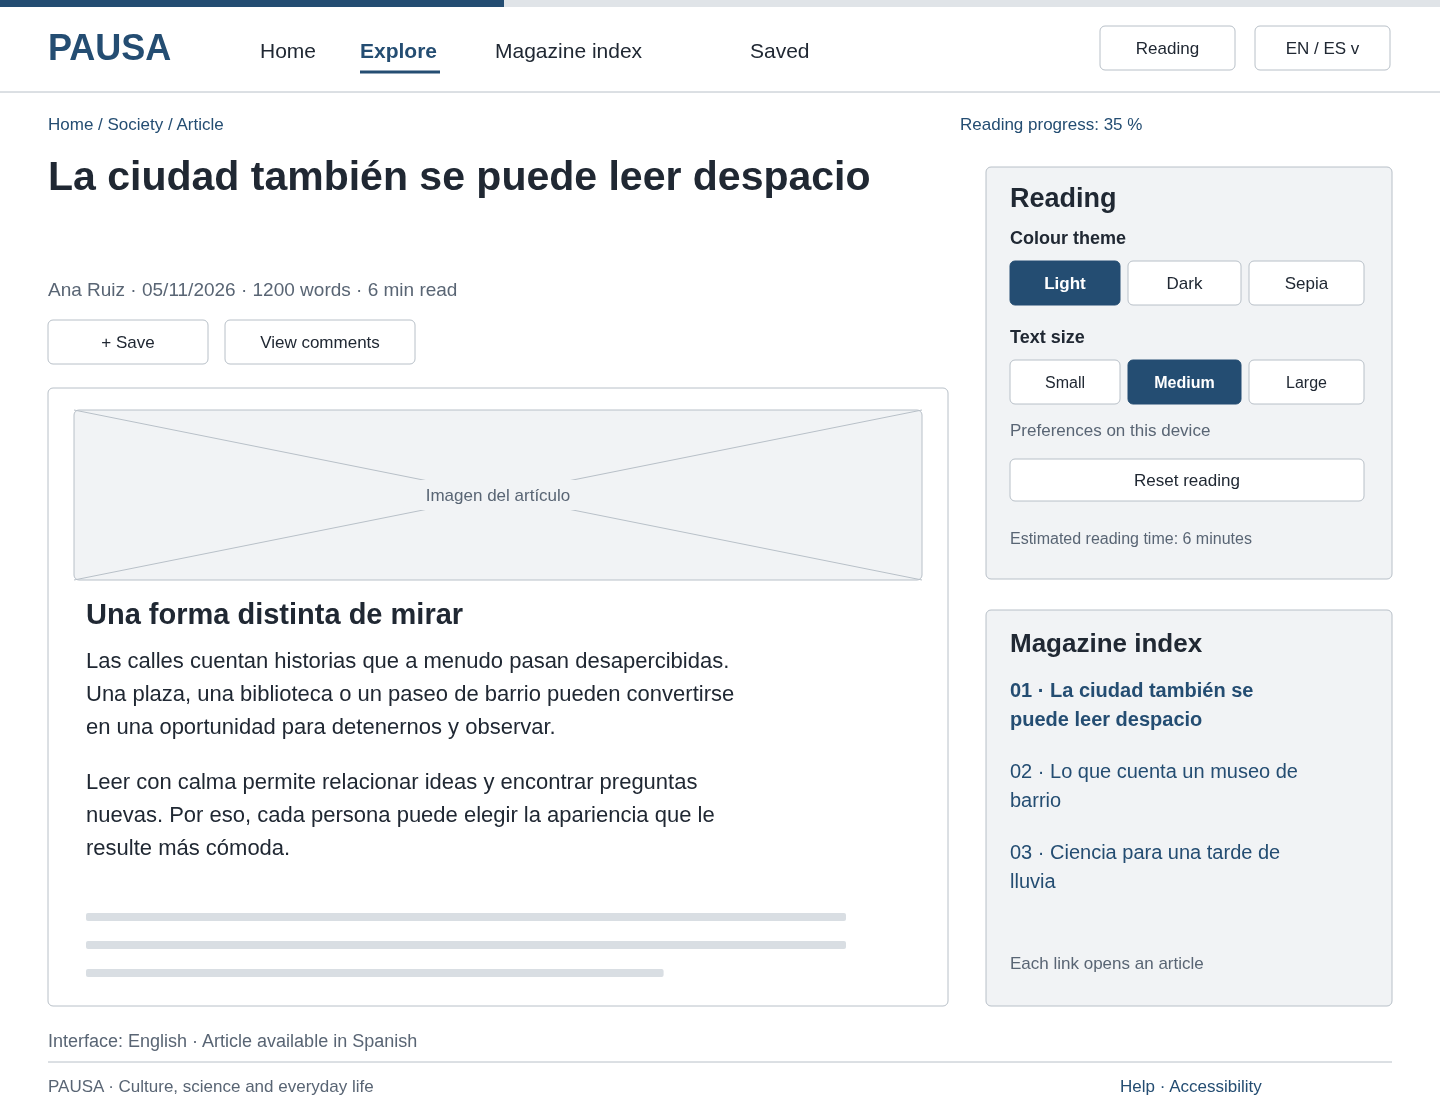 PAUSA
Home
Explore
Magazine index
Saved
Reading
EN / ES v
Home / Society / Article
Reading progress: 35 %
La ciudad también se puede leer despacio
Ana Ruiz · 05/11/2026 · 1200 words · 6 min read
+ Save
View comments
Imagen del artículo
Una forma distinta de mirar
Las calles cuentan historias que a menudo pasan desapercibidas.
Una plaza, una biblioteca o un paseo de barrio pueden convertirse
en una oportunidad para detenernos y observar.
Leer con calma permite relacionar ideas y encontrar preguntas
nuevas. Por eso, cada persona puede elegir la apariencia que le
resulte más cómoda.
Reading
Colour theme
Light
Dark
Sepia
Text size
Small
Medium
Large
Preferences on this device
Reset reading
Estimated reading time: 6 minutes
Magazine index
01 · La ciudad también se
puede leer despacio
02 · Lo que cuenta un museo de
barrio
03 · Ciencia para una tarde de
lluvia
Each link opens an article
Interface: English · Article available in Spanish
PAUSA · Culture, science and everyday life
Help · Accessibility